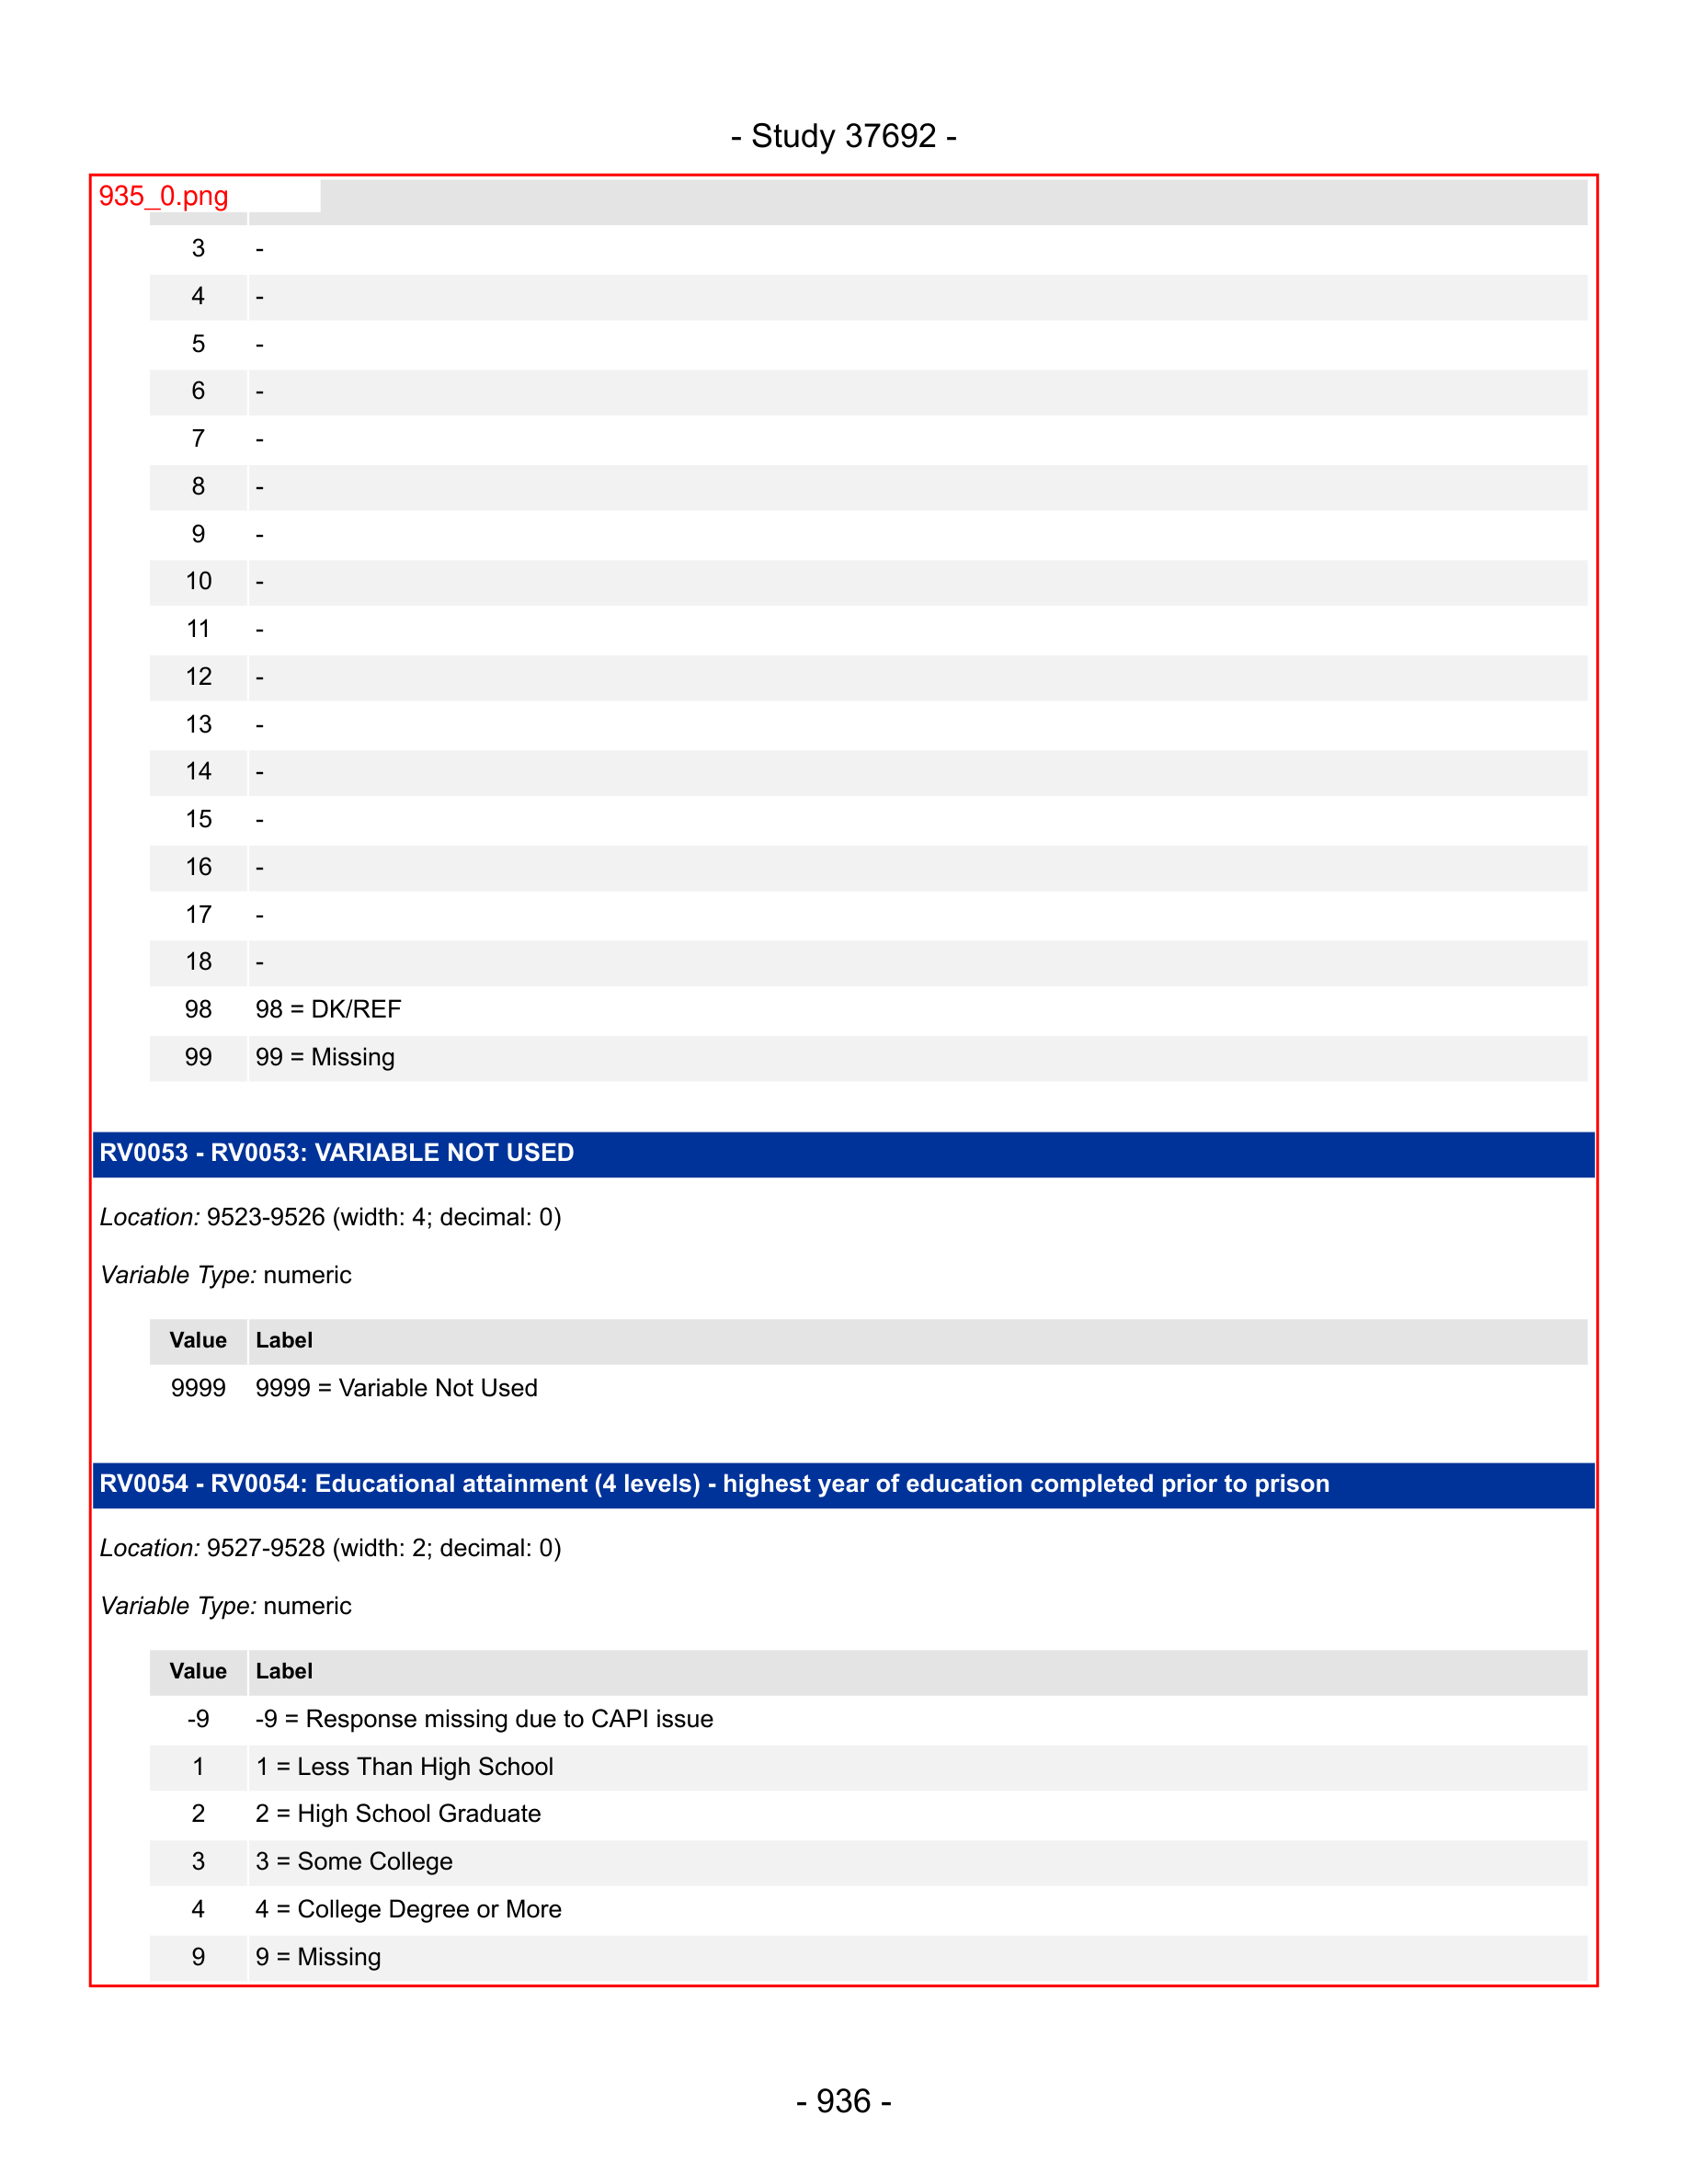 - Study 37692 -
935_0.png
3 -
4 -
5 -
6 -
7 -
8 -
9 -
10 -
11 -
12 -
13 -
14 -
15 -
16 -
17 -
18 -
98 98 = DK/REF
99 99 = Missing
RV0053 - RV0053: VARIABLE NOT USED
Location: 9523-9526 (width: 4; decimal: 0)
Variable Type: numeric
Value Label
9999 9999 = Variable Not Used
RV0054 - RV0054: Educational attainment (4 levels) - highest year of education completed prior to prison
Location: 9527-9528 (width: 2; decimal: 0)
Variable Type: numeric
Value Label
-9 -9 = Response missing due to CAPI issue
1 1 = Less Than High School
2 2 = High School Graduate
3 3 = Some College
4 4 = College Degree or More
9 9 = Missing
- 936 -